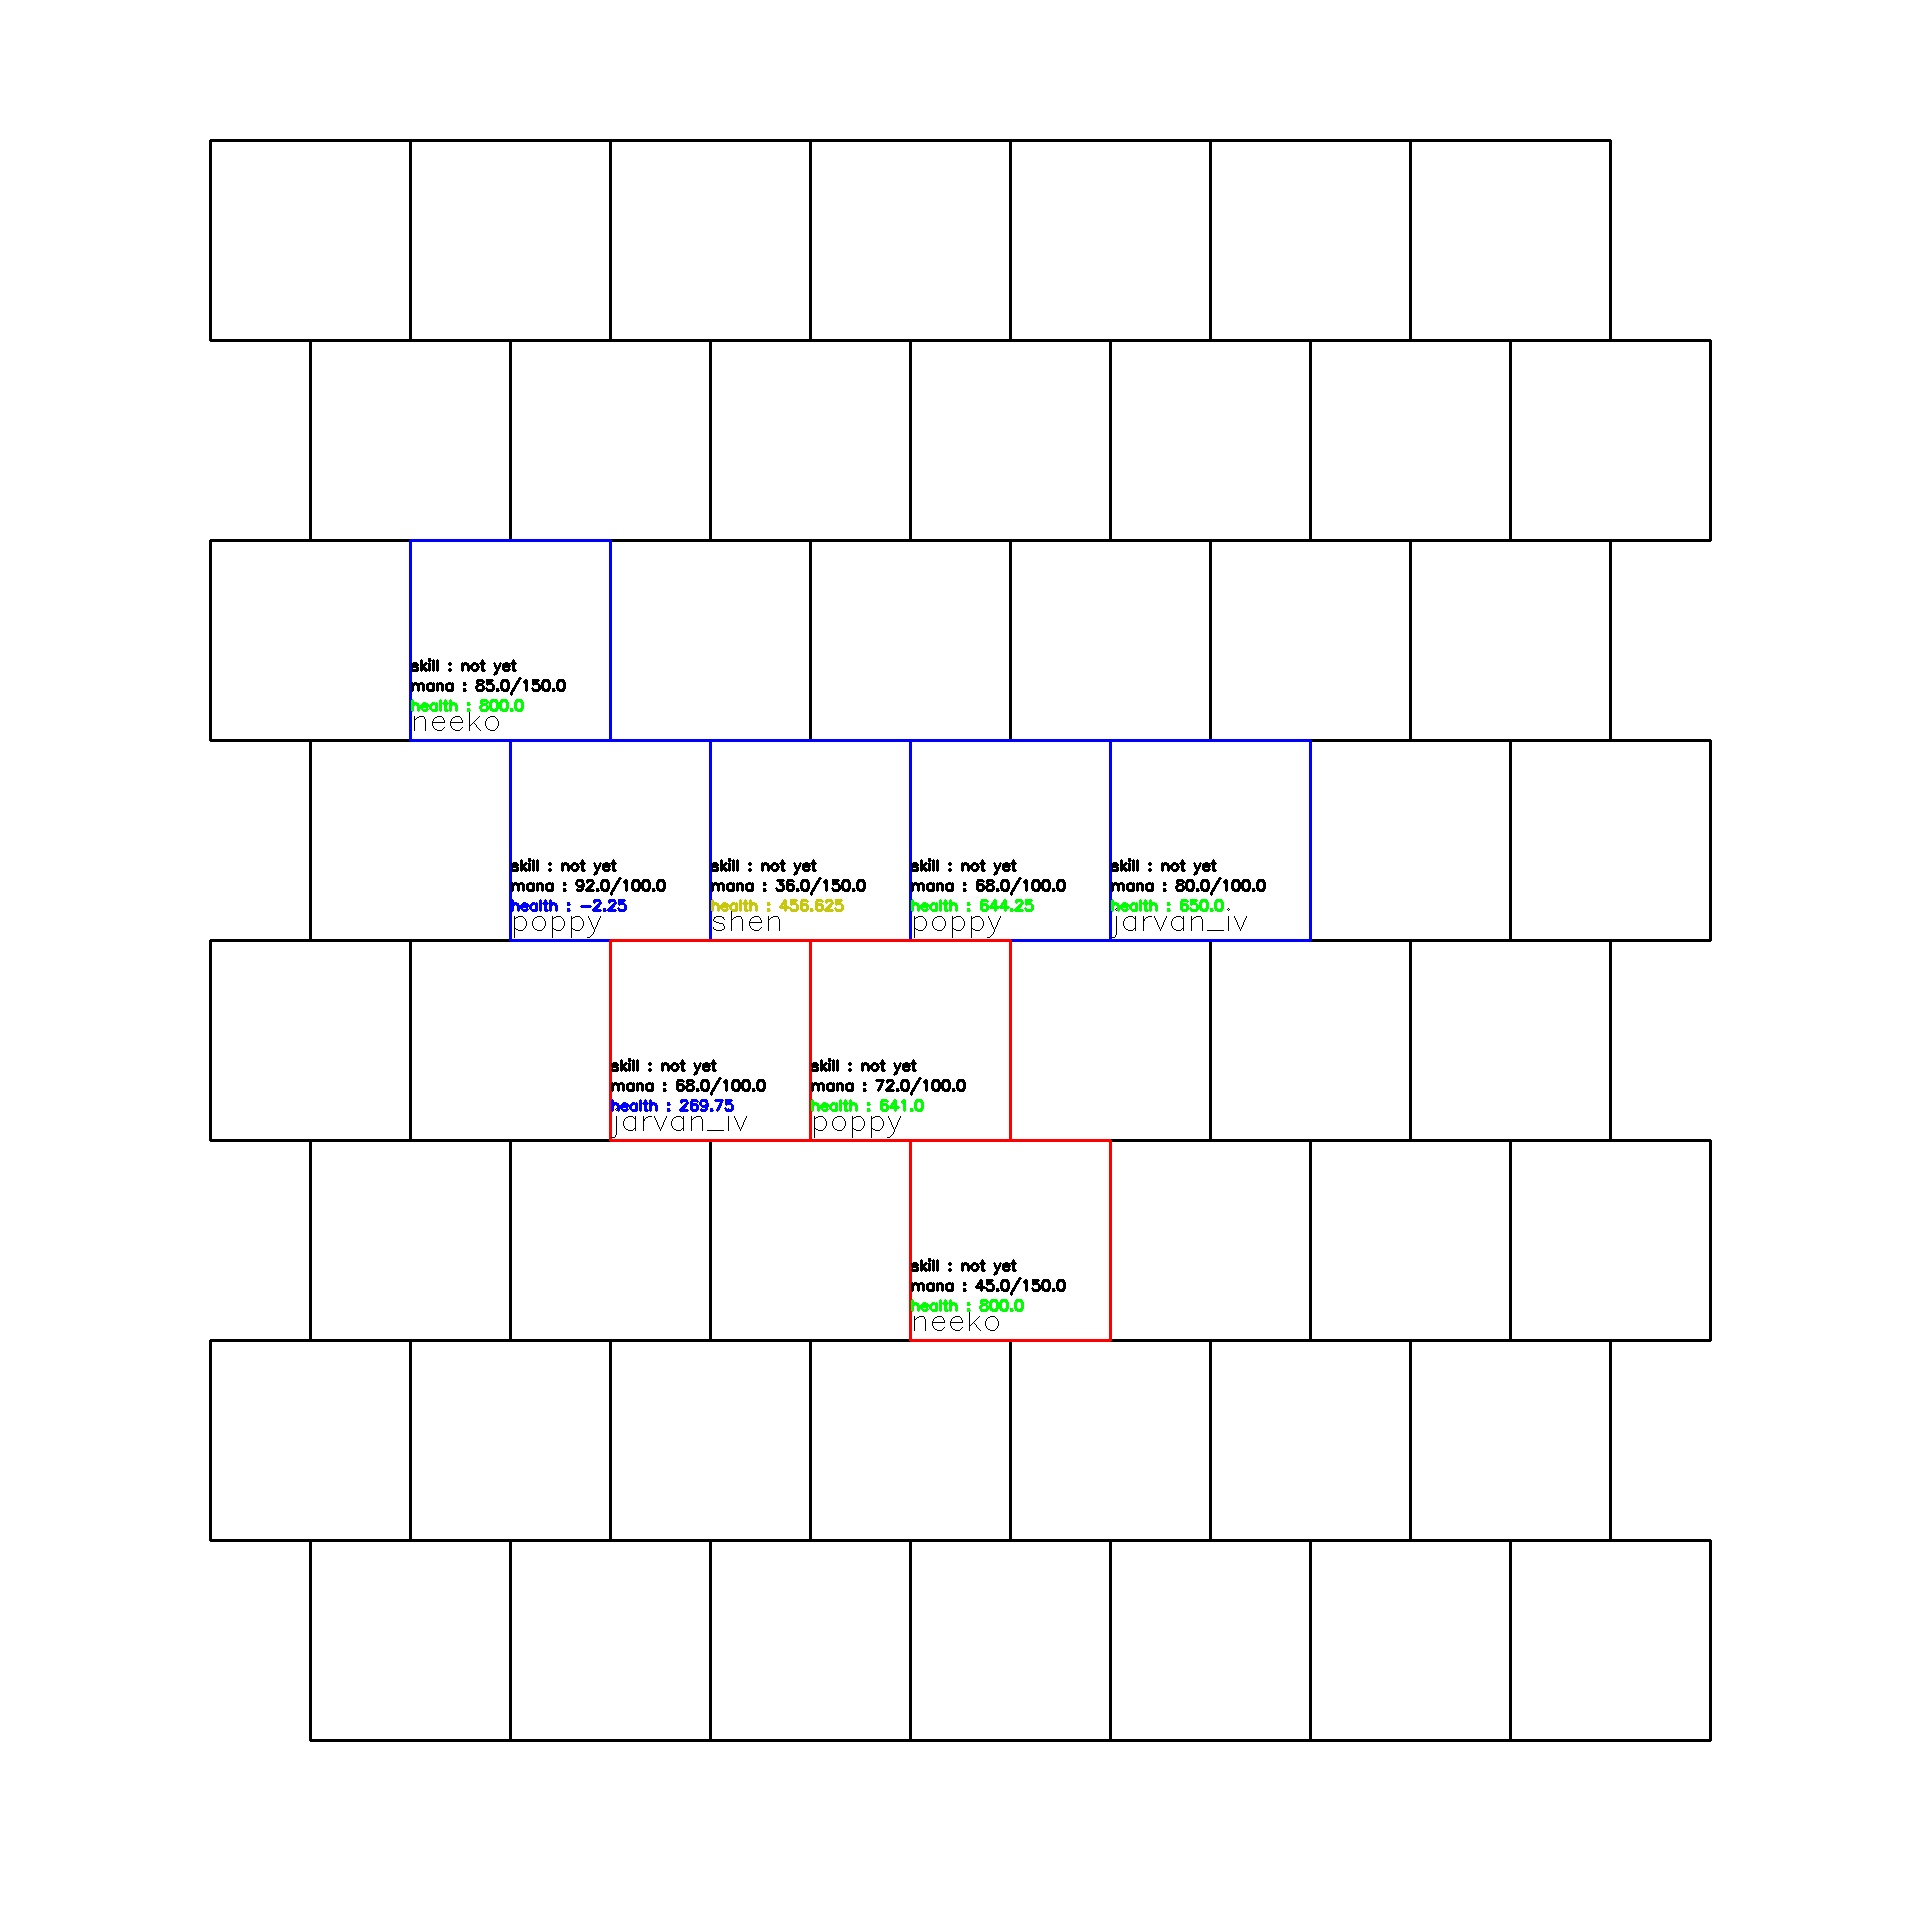 skill : not yet
mana : 85.0/150.0
health : 800.0
neeko
skill : not yet
mana : 92.0/100.0
health : -2.25
poppy
skill : not yet
mana : 36.0/150.0
health : 456.625
shen
skill : not yet
mana : 68.0/100.0
health : 644.25
poppy
skill : not yet
mana : 80.0/100.0
health : 650.0
jarvan_iv
skill : not yet
mana : 68.0/100.0
health : 269.75
jarvan_iv
skill : not yet
mana : 72.0/100.0
health : 641.0
poppy
skill : not yet
mana : 45.0/150.0
health : 800.0
neeko